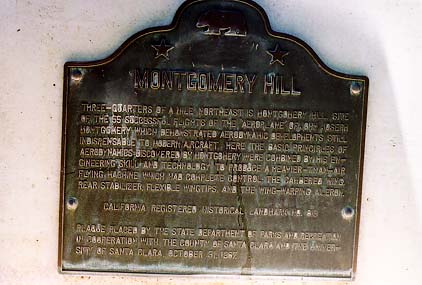 MONTGOMERY HILL
THREE-QUARTERS OF A MILE NORTHEAST IS MONTGOMERY HILL, SITE
OF THE 55 SUCCESSFUL FLIGHTS OF THE AEROPLANE OF JOHN JOSEPH
MONTGOMERY WHICH DEMONSTRATED AERODYNAMIC DEVELOPMENTS STILL
INDISPENSABLE TO MODERN AIRCRAFT. HERE THE BASIC PRINCIPLES OF
AERODYNAMICS DISCOVERED BY MONTGOMERY WERE COMBINED BY HIS EN-
GINEERING SKILL AND TECHNOLOGY TO PRODUCE A HEAVIER-THAN-AIR
FLYING MACHINE WHICH HAD COMPLETE CONTROL: THE CAMBERED WING,
REAR STABILIZER, FLEXIBLE WINGTIPS, AND THE WING-WARPING
CALIFORNIA REGISTERED HISTORICAL LANDMARK NO. 813
PLAQUE PLACED BY THE STATE DEPARTMENT OF PARKS AND RECREATION
IN COOPERATION WITH THE COUNTY OF SANTA CLARA AND THE UNIVER-
SITY OF SANTA CLARA, OCTOBER 31, 1967.